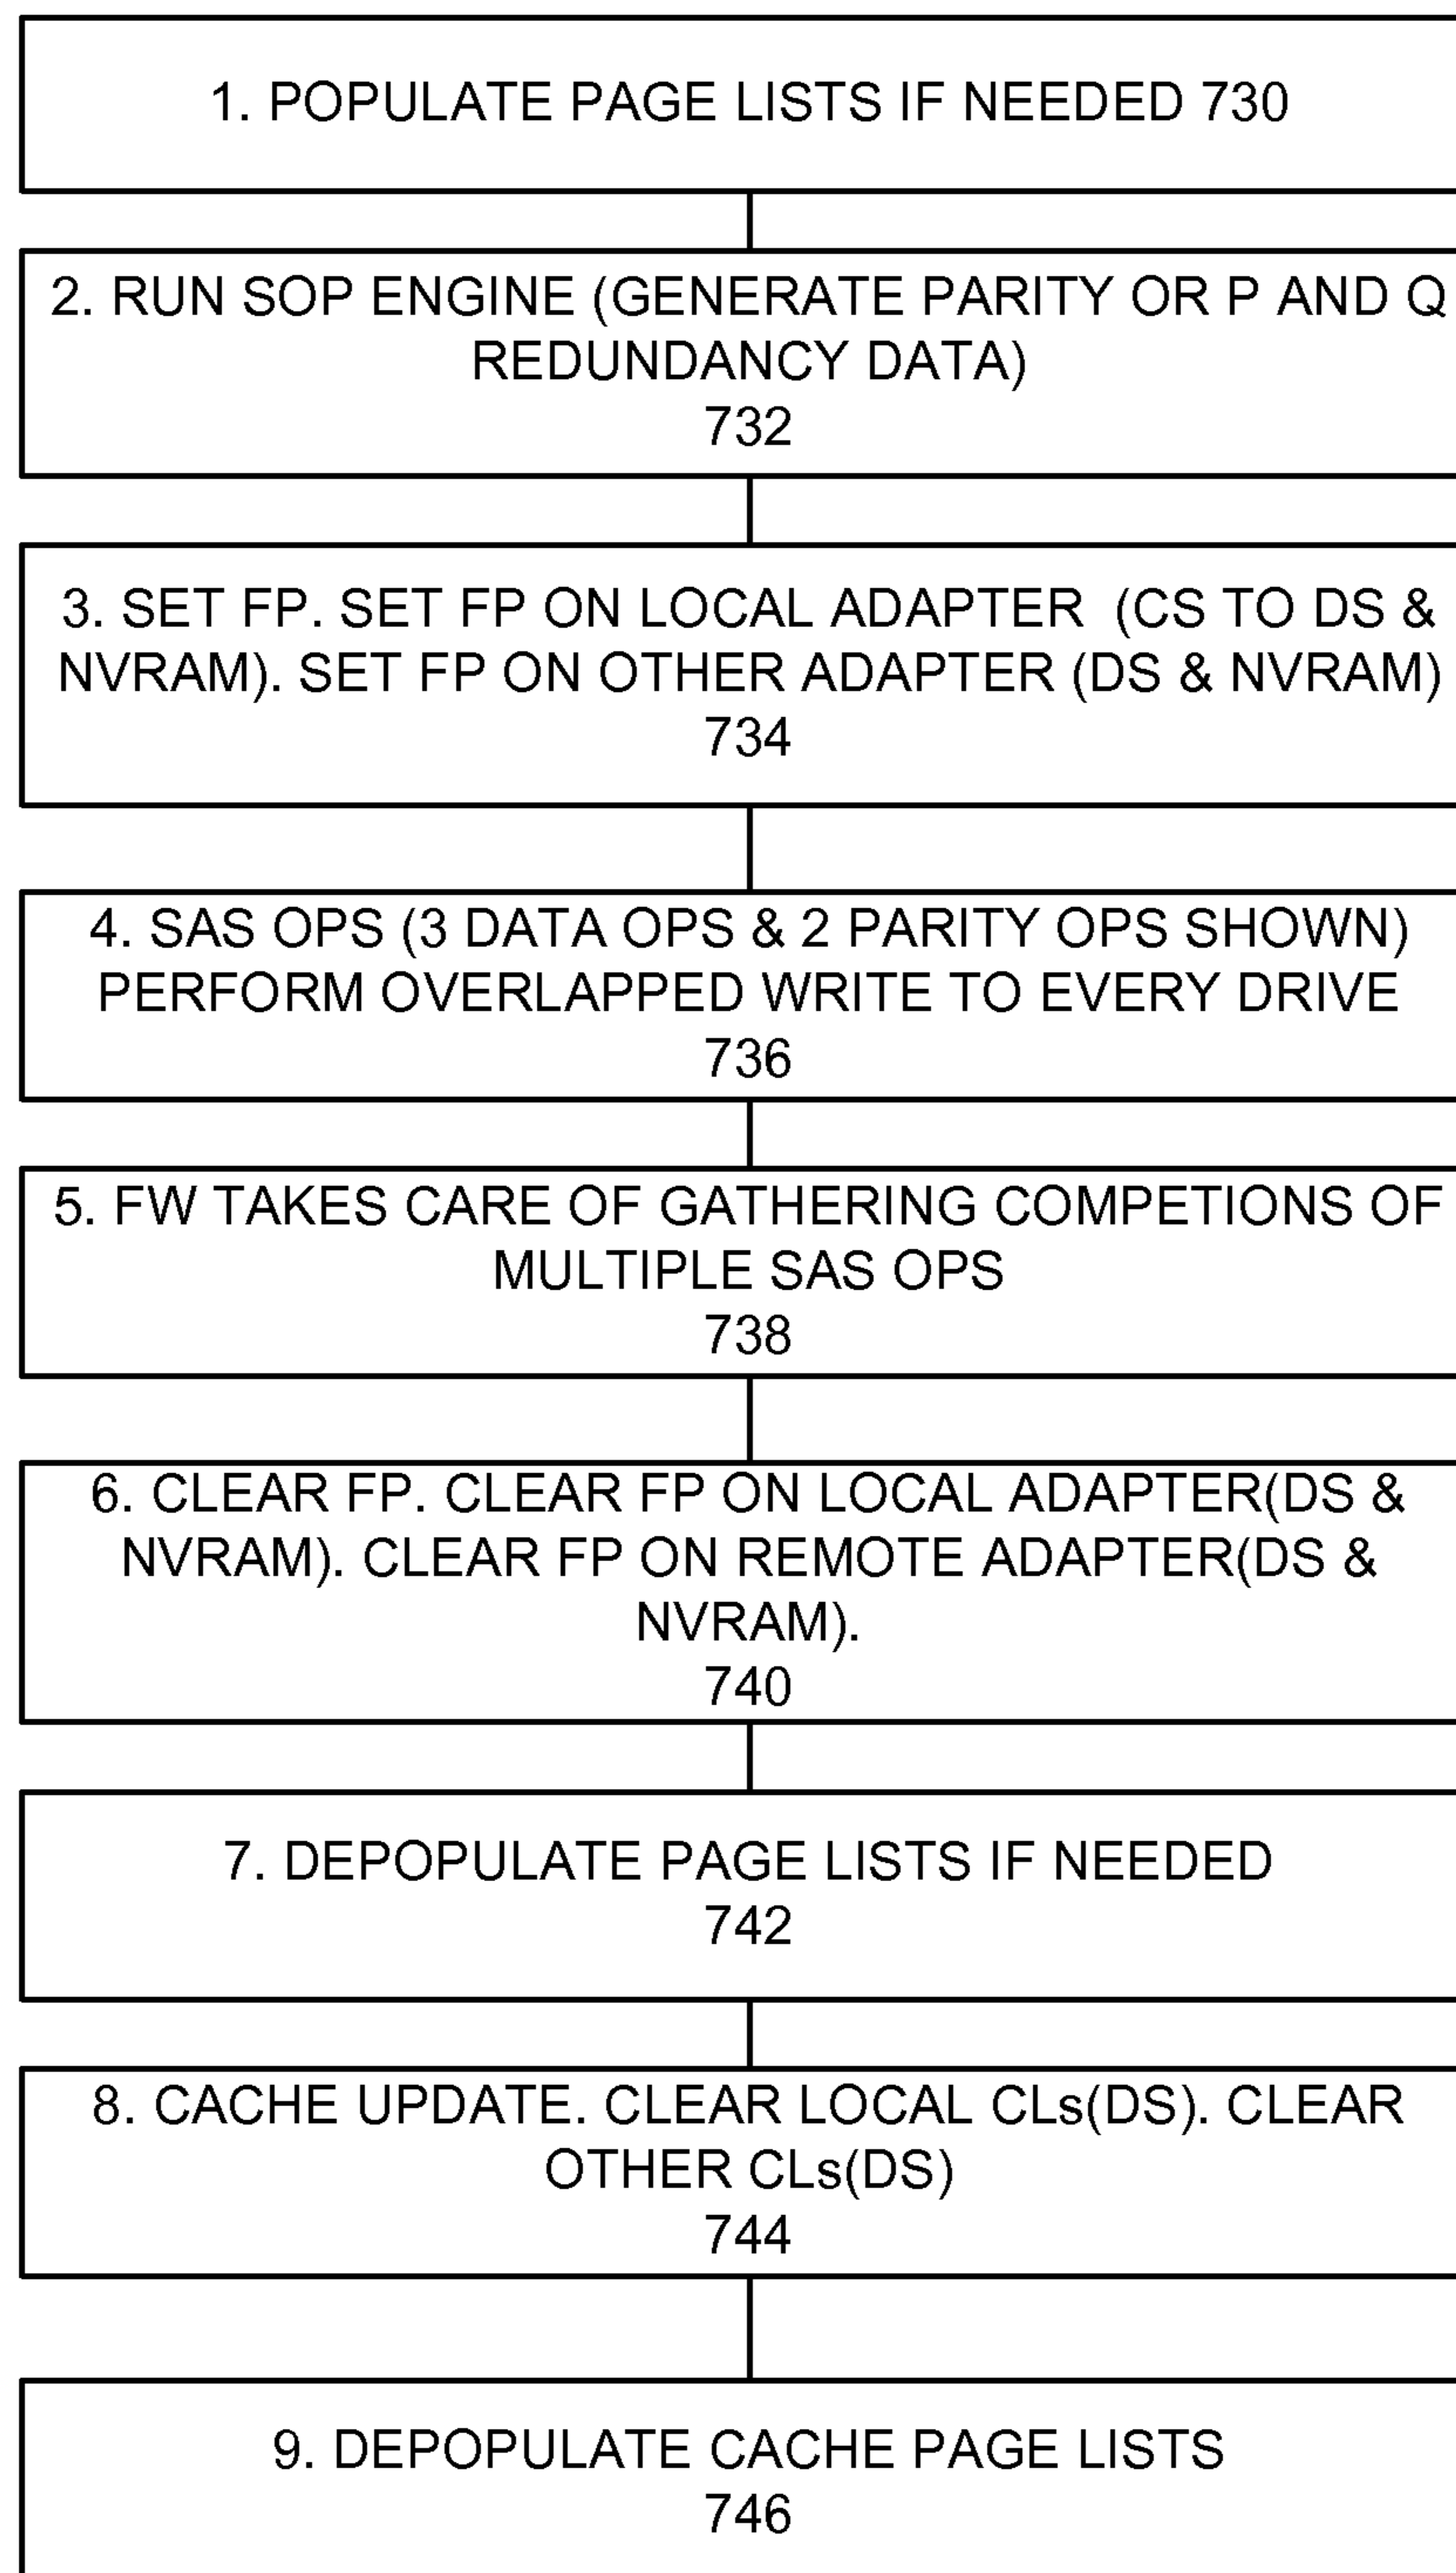 1. POPULATE PAGE LISTS IF NEEDED 730
2. RUN SOP ENGINE (GENERATE PARITY OR P AND Q
REDUNDANCY DATA)
732
3. SET FP. SET FP ON LOCAL ADAPTER (CS TO DS &
NVRAM). SET FP ON OTHER ADAPTER (DS & NVRAM)
734
4. SAS OPS (3 DATA OPS & 2 PARITY OPS SHOWN)
PERFORM OVERLAPPED WRITE TO EVERY DRIVE
736
5. FW TAKES CARE OF GATHERING COMPETIONS OF
MULTIPLE SAS OPS
738
6. CLEAR FP. CLEAR FP ON LOCAL ADAPTER(DS &
NVRAM). CLEAR FP ON REMOTE ADAPTER(DS &
NVRAM).
740
7. DEPOPULATE PAGE LISTS IF NEEDED
742
8. CACHE UPDATE. CLEAR LOCAL CLs(DS). CLEAR
OTHER CLs(DS)
744
9. DEPOPULATE CACHE PAGE LISTS
746